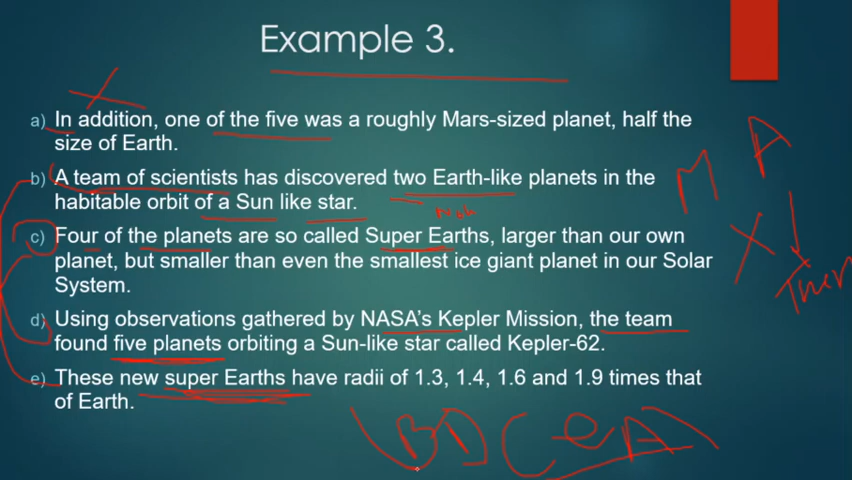 Example 3.
a) In addition, one of the five was a roughly Mars-sized planet, half the
size of Earth.
b) A team of scientists has discovered two Earth-like planets in the
habitable orbit of a Sun like star.
c) Four of the planets are so called Super Earths, larger than our own
planet, but smaller than even the smallest ice giant planet in our Solar
System.
d) Using observations gathered by NASA's Kepler Mission, the team
found five planets orbiting a Sun-like star called Kepler-62.
e) These new super Earths have radii of 1.3, 1.4, 1.6 and 1.9 times that
of Earth.
M A
BDCeA